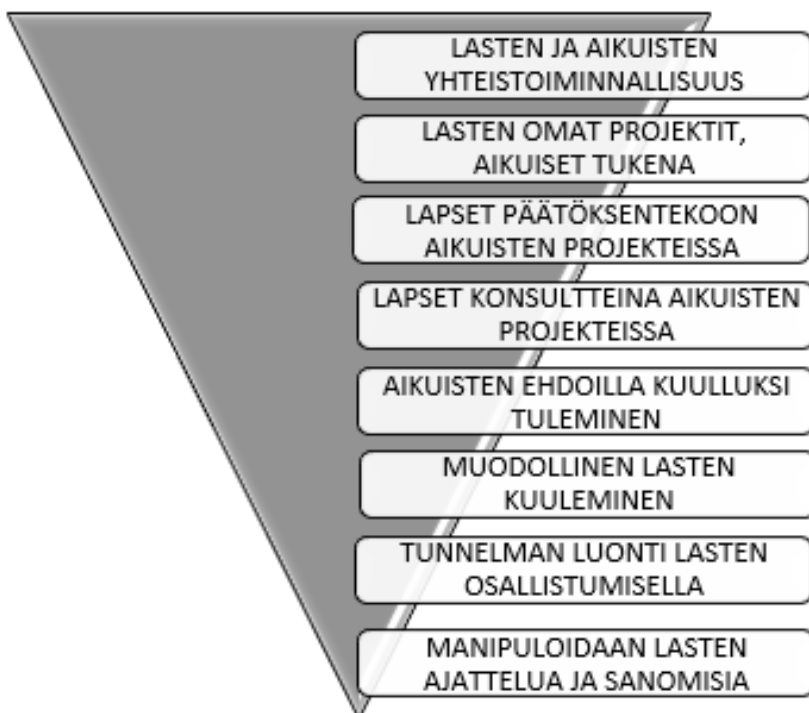 LASTEN JA AIKUISTEN
YHTEISTOIMINNALLISUUS
LASTEN OMAT PROJEKTIT,
AIKUISET TUKENA
LAPSET PÄÄTÖKSENTEKOON
AIKUISTEN PROJEKTEISSA
LAPSET KONSULTTEINA AIKUISTEN
PROJEKTEISSA
AIKUISTEN EHDOILLA KUULLUKSI
TULEMINEN
MUODOLLINEN LASTEN
KUULEMINEN
TUNNELMAN LUONTI LASTEN
OSALLISTUMISELLA
MANIPULOIDAAN LASTEN
AJATTELUA JA SANOMISIA